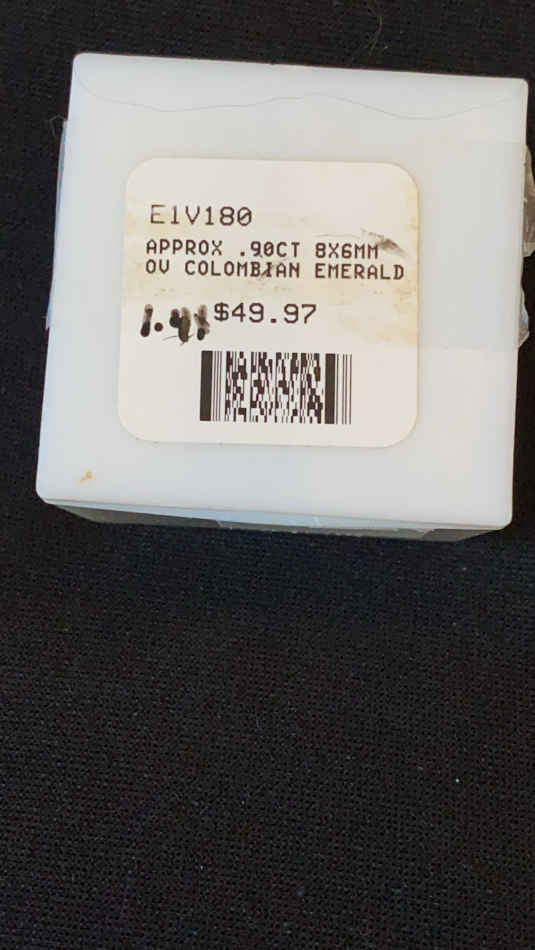 E1V180
APPROX .90CT 8X6MM
OV COLOMBIAN EMERALD
$49.97